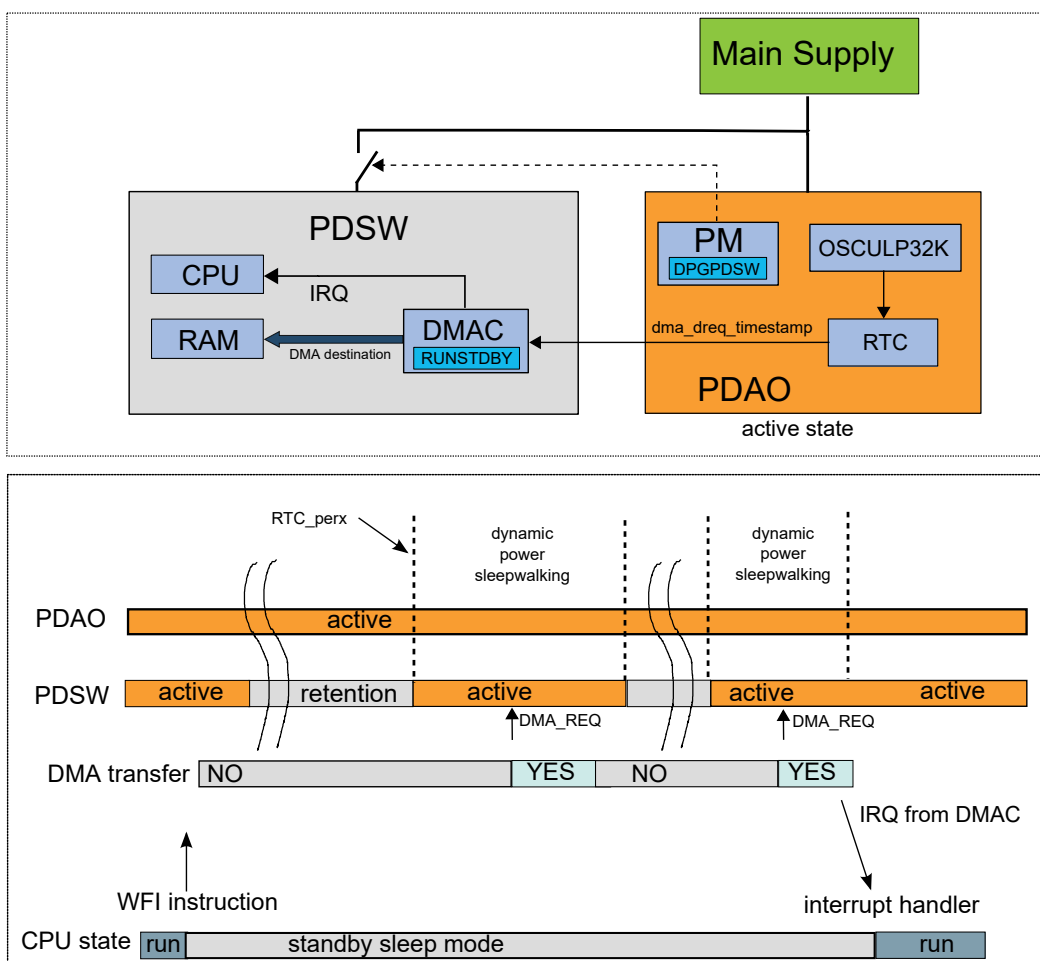 Main Supply
PDSW
PM
DPGPDSW
OSCULP32K
CPU
IRQ
RAM
DMA destination
DMAC
RUNSTDBY
dma_dreq_timestamp
RTC
PDAO
active state
RTC_perx
dynamic
power
sleepwalking
dynamic
power
sleepwalking
PDAO
active
PDSW
active
retention
active
active
active
DMA_REQ
DMA_REQ
DMA transfer
NO
YES
NO
YES
IRQ from DMAC
WFI instruction
interrupt handler
CPU state
run
standby sleep mode
run